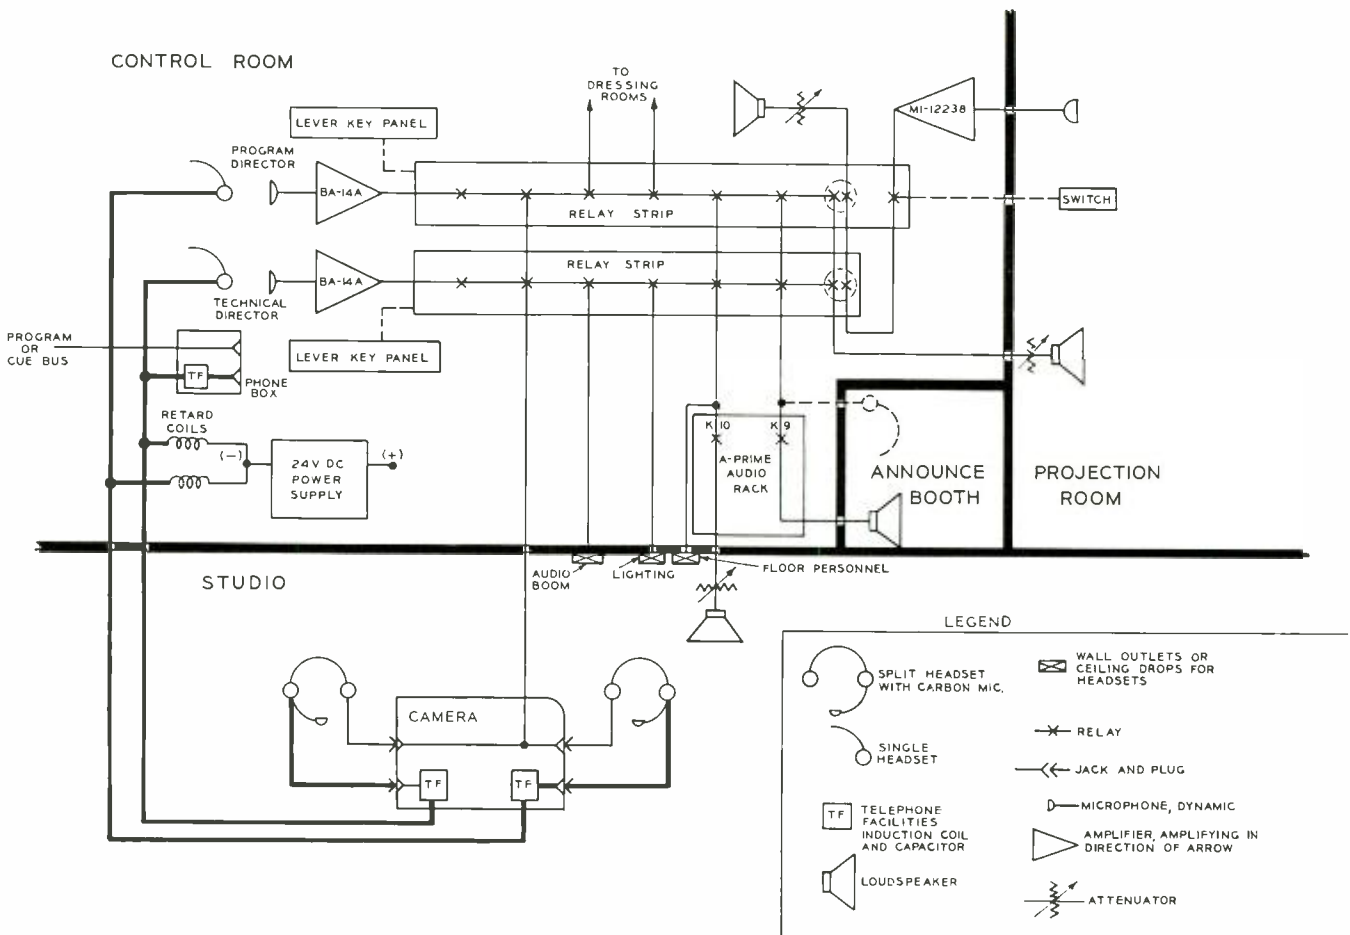 CONTROL ROOM
TO
DRESSING
ROOMS
MI-12238
LEVER KEY PANEL
PROGRAM
DIRECTOR
BA-14A
RELAY STRIP
SWITCH
RELAY STRIP
BA-14A
TECHNICAL
DIRECTOR
LEVER KEY PANEL
PROGRAM
OR
CUE BUS
TF
PHONE
BOX
RETARD
COILS
(-)
24V DC
POWER
SUPPLY
(+)
K 10
K 9
A-PRIME
AUDIO
RACK
ANNOUNCE
BOOTH
PROJECTION
ROOM
STUDIO
AUDIO
BOOM
LIGHTING
FLOOR PERSONNEL
CAMERA
TF
TF
LEGEND
SPLIT HEADSET
WITH CARBON MIC.
SINGLE
HEADSET
TF
TELEPHONE
FACILITIES
INDUCTION COIL
AND CAPACITOR
LOUDSPEAKER
WALL OUTLETS OR
CEILING DROPS FOR
HEADSETS
RELAY
JACK AND PLUG
MICROPHONE, DYNAMIC
AMPLIFIER, AMPLIFYING IN
DIRECTION OF ARROW
ATTENUATOR